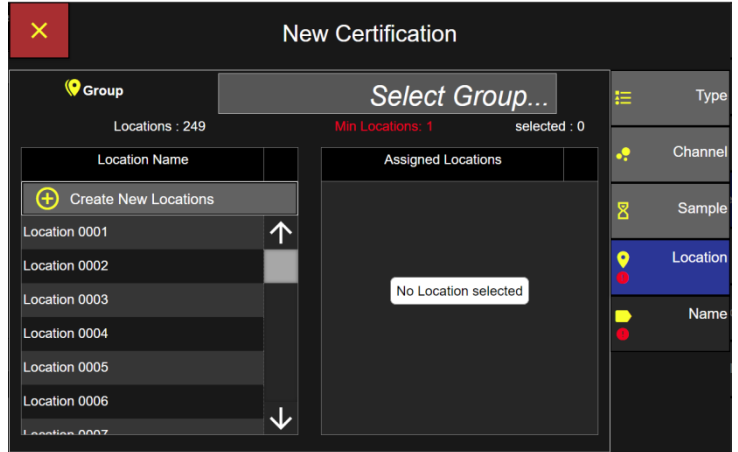 New Certification
Group
Select Group...
Locations : 249
Min Locations: 1
selected : 0
Location Name
Assigned Locations
Create New Locations
Location 0001
Location 0002
Location 0003
Location 0004
Location 0005
Location 0006
Location 0007
No Location selected
Type
Channel
Sample
Location
Name